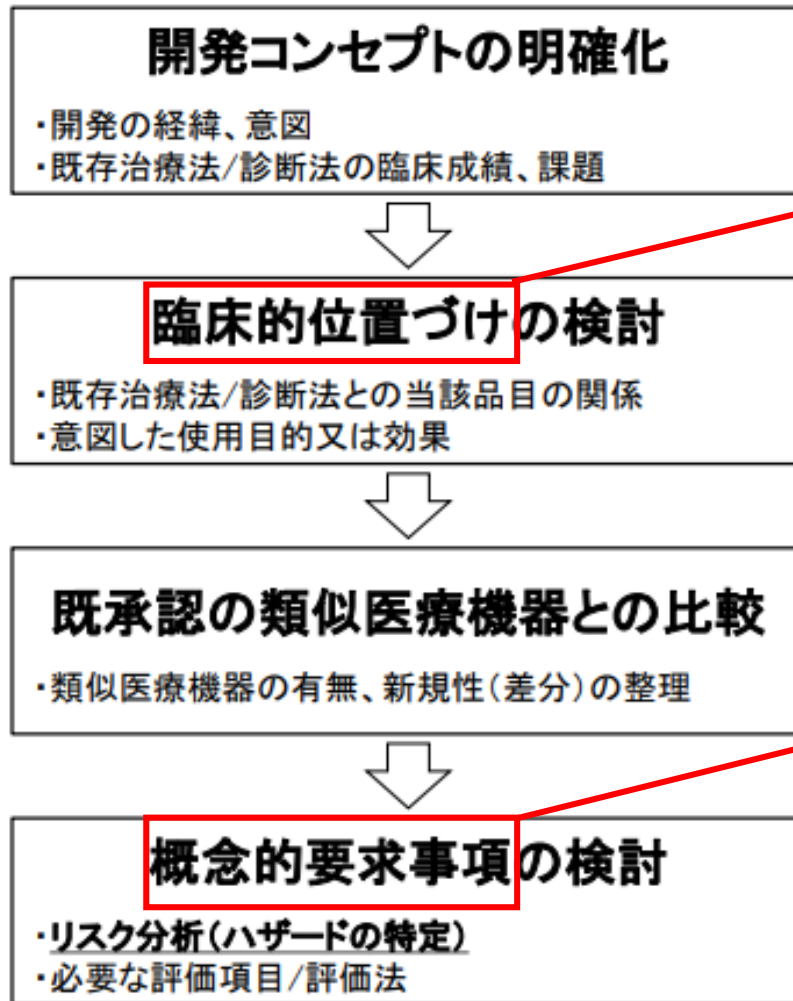 開発コンセプトの明確化
・開発の経緯、意図
・既存治療法/診断法の臨床成績、課題
臨床的位置づけの検討
・既存治療法/診断法との当該品目の関係
・意図した使用目的又は効果
既承認の類似医療機器との比較
・類似医療機器の有無、新規性(差分)の整理
概念的要求事項の検討
・リスク分析(ハザードの特定)
・必要な評価項目/評価法